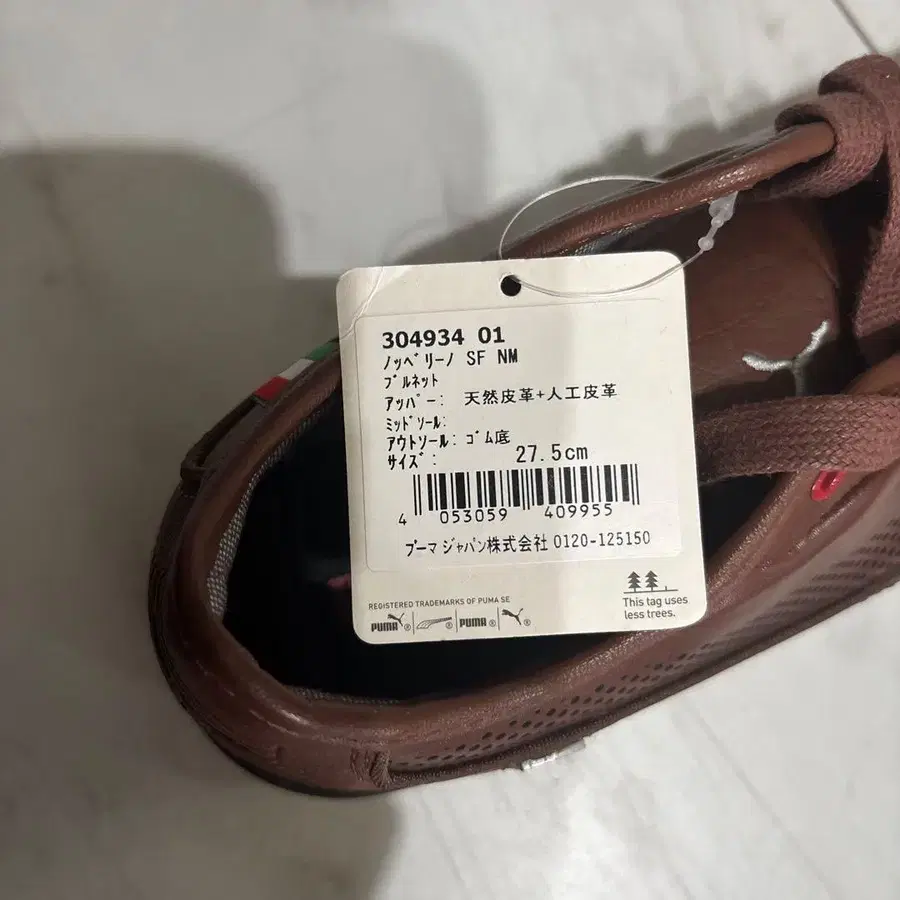 304934 01
ﾉｯﾍﾞﾘｰﾉ SF NM
ﾌﾞﾙﾈｯﾄ
ｱｯﾊﾟｰ: 天然皮革+人工皮革
ﾐｯﾄﾞｿｰﾙ:
ｱｳﾄｿｰﾙ: ｺﾞﾑ底
ｻｲｽﾞ: 27.5cm
4 053059 409955
ﾌﾟｰﾏ ｼﾞｬﾊﾟﾝ株式会社 0120-125150
REGISTERED TRADEMARKS OF PUMA SE
PUMA® ® PUMA® ®
This tag uses
less trees.